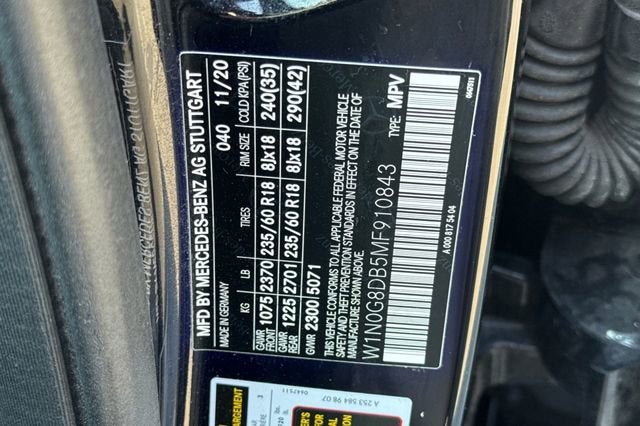 MFD BY MERCEDES-BENZ AG STUTTGART
MADE IN GERMANY 040 11/20
KG LB TIRES RIM SIZE COLD KPA (PSI)
GAWR FRONT 1075 2370 235/60 R18 8Jx18 240(35)
GAWR REAR 1225 2701 235/60 R18 8Jx18 290(42)
GVWR 2300/5071
THIS VEHICLE CONFORMS TO ALL APPLICABLE FEDERAL MOTOR VEHICLE
SAFETY AND THEFT PREVENTION STANDARDS IN EFFECT ON THE DATE OF
MANUFACTURE SHOWN ABOVE.
W1N0G8DB5MF910843 TYPE: MPV
A 000 817 54 04
A 253 584 98 07
0647511